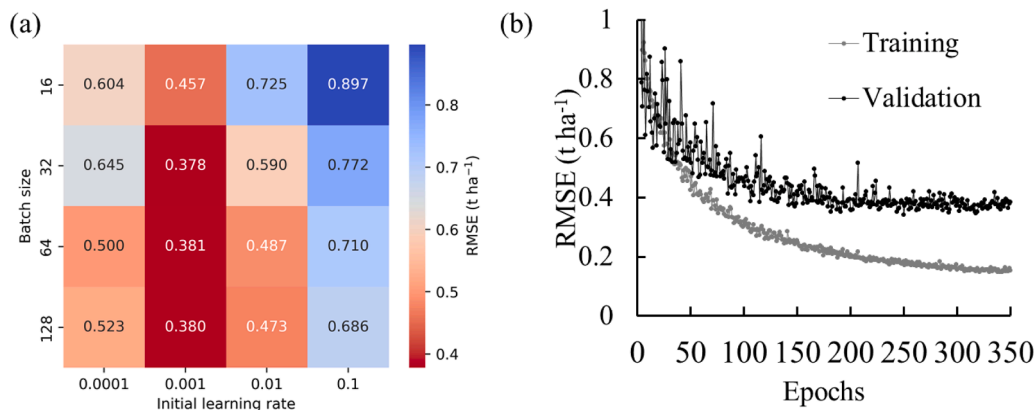 (a)
16
32
64
128
Batch size
0.604 0.457 0.725 0.897
0.645 0.378 0.590 0.772
0.500 0.381 0.487 0.710
0.523 0.380 0.473 0.686
0.0001 0.001 0.01 0.1
Initial learning rate
0.8
0.7
0.6
0.5
0.4
RMSE (t ha⁻¹)
(b)
Training
Validation
1
0.8
0.6
0.4
0.2
0
RMSE (t ha⁻¹)
0 50 100 150 200 250 300 350
Epochs